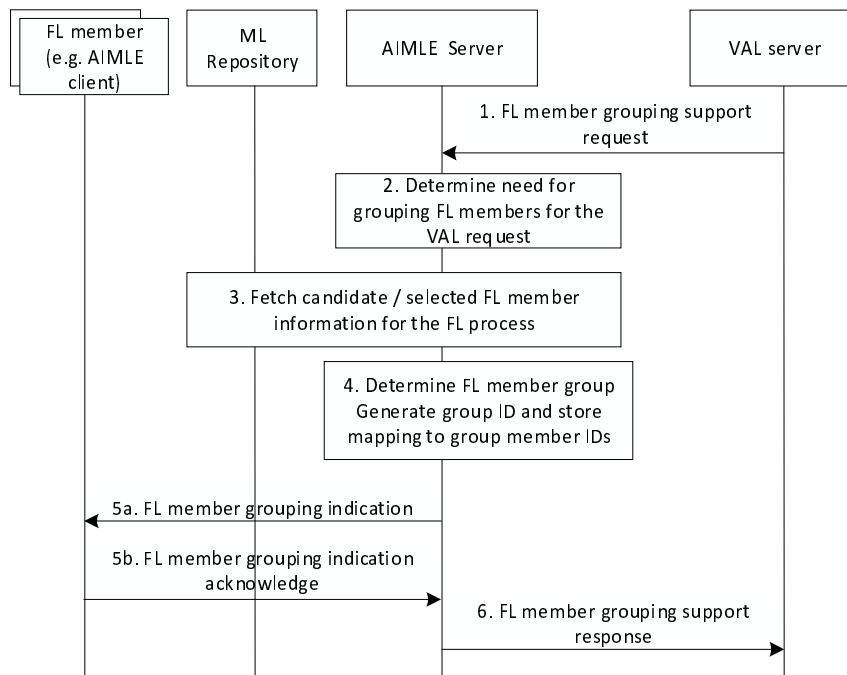 FL member
(e.g. AIMLE
client)
ML
Repository
AIMLE Server
VAL server
1. FL member grouping support
request
2. Determine need for
grouping FL members for the
VAL request
3. Fetch candidate / selected FL member
information for the FL process
4. Determine FL member group
Generate group ID and store
mapping to group member IDs
5a. FL member grouping indication
5b. FL member grouping indication
acknowledge
6. FL member grouping support
response